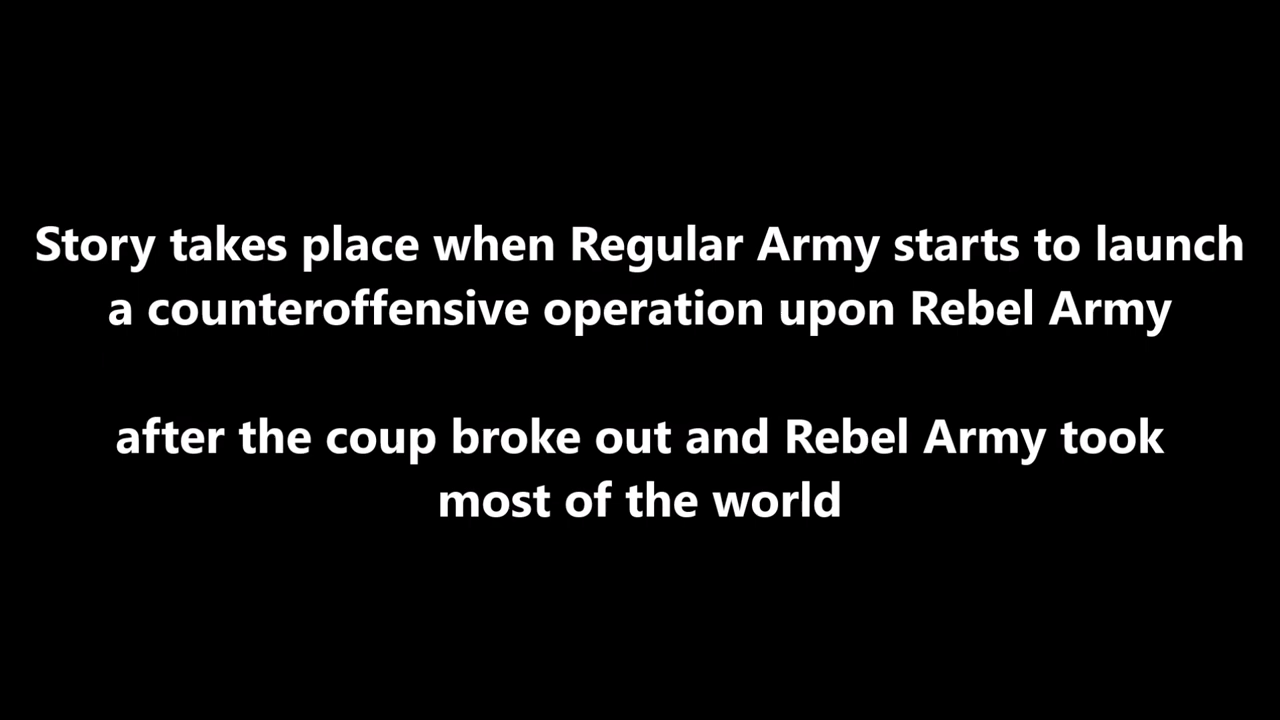 Story takes place when Regular Army starts to launch
a counteroffensive operation upon Rebel Army
after the coup broke out and Rebel Army took
most of the world